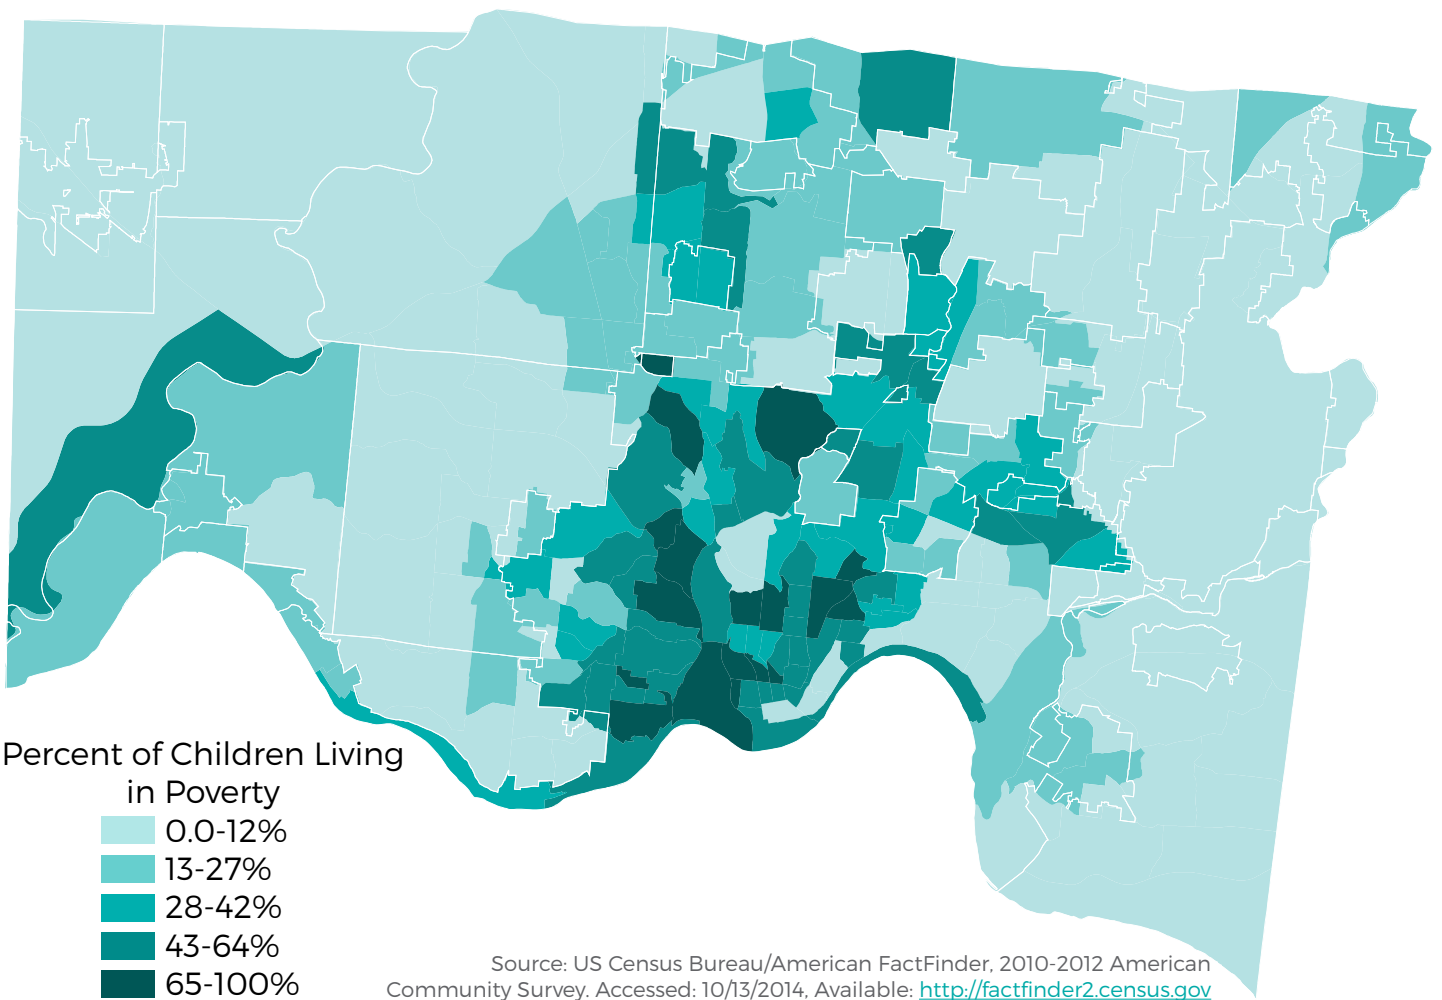 Percent of Children Living
in Poverty
0.0-12%
13-27%
28-42%
43-64%
65-100%
Source: US Census Bureau/American FactFinder, 2010-2012 American
Community Survey. Accessed: 10/13/2014, Available: http://factfinder2.census.gov